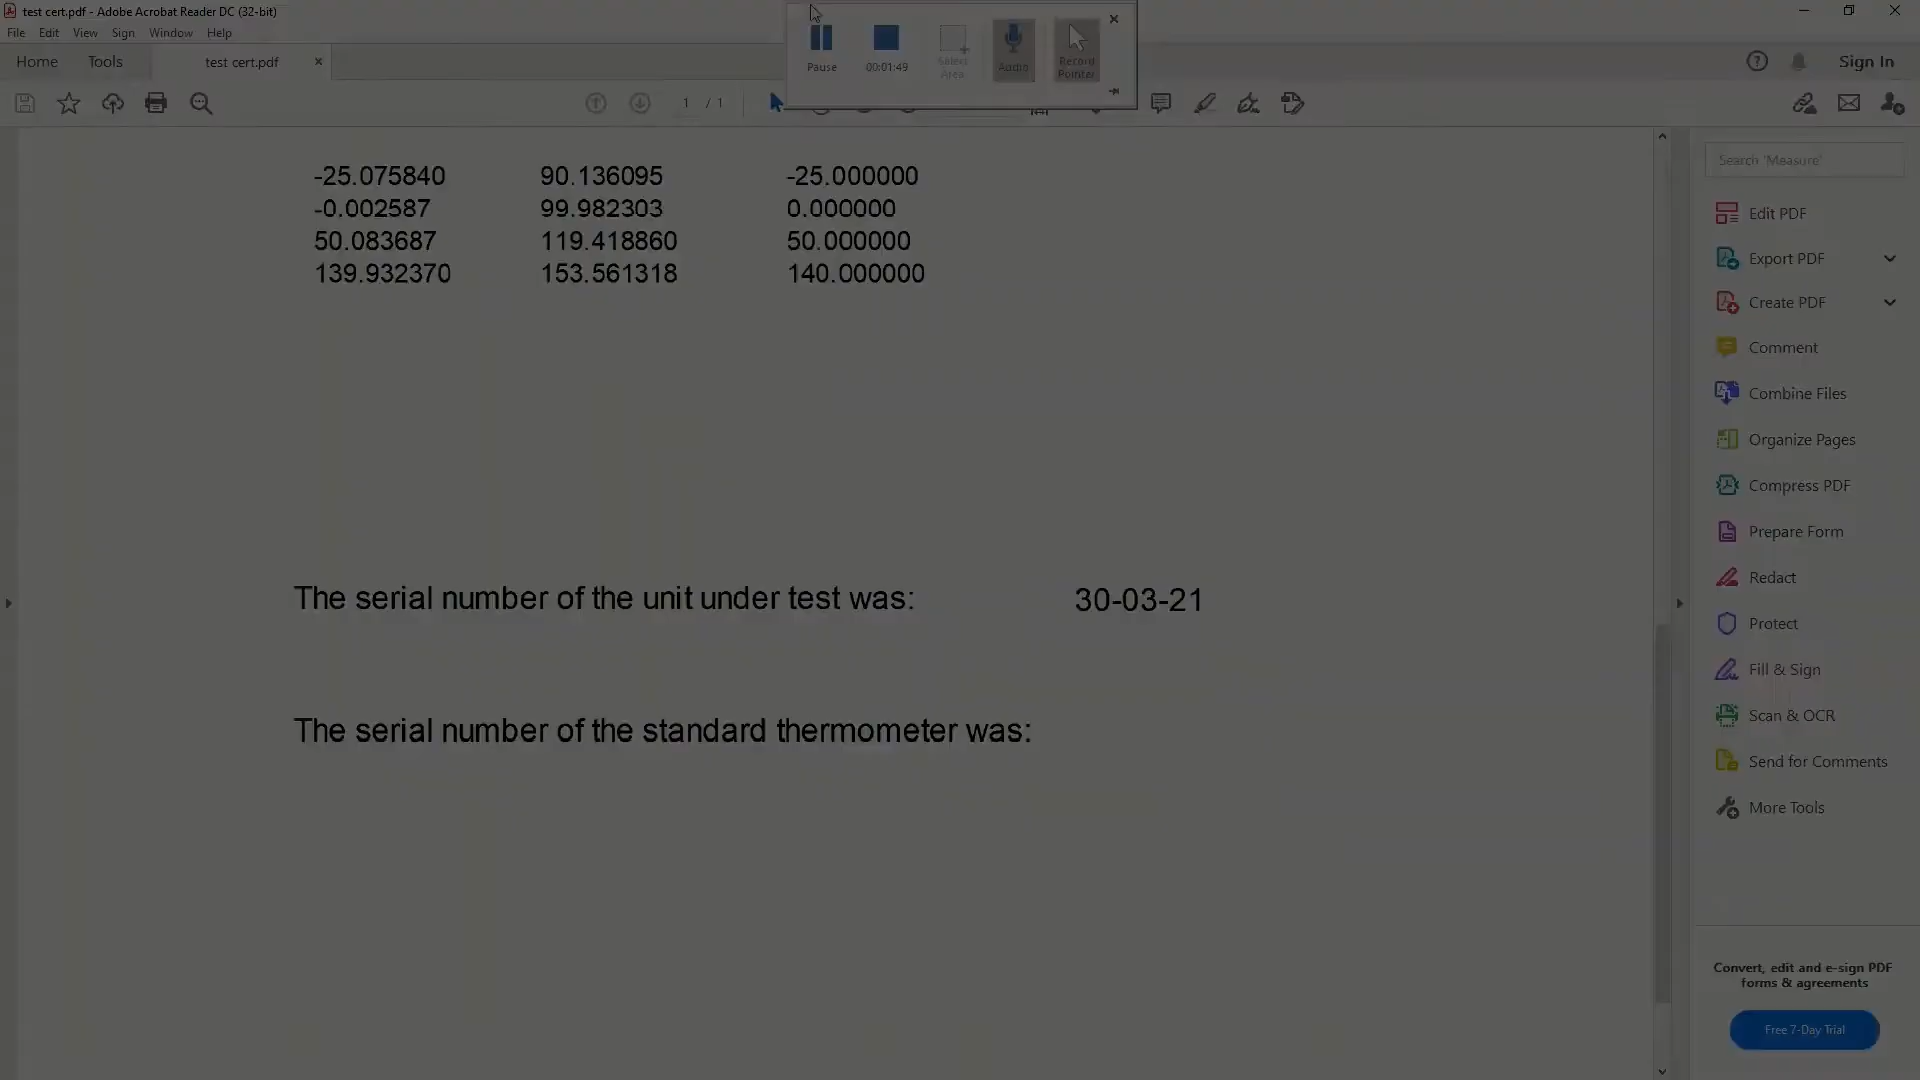 test cert.pdf - Adobe Acrobat Reader DC (32-bit)
File Edit View Sign Window Help
Home Tools test cert.pdf
Pause 00:01:49 Select Area Audio Record Pointer
Sign In
1 / 1
Search 'Measure'
-25.075840 90.136095 -25.000000
-0.002587 99.982303 0.000000
50.083687 119.418860 50.000000
139.932370 153.561318 140.000000
The serial number of the unit under test was: 30-03-21
The serial number of the standard thermometer was:
Edit PDF
Export PDF
Create PDF
Comment
Combine Files
Organize Pages
Compress PDF
Prepare Form
Redact
Protect
Fill & Sign
Scan & OCR
Send for Comments
More Tools
Convert, edit and e-sign PDF
forms & agreements
Free 7-Day Trial